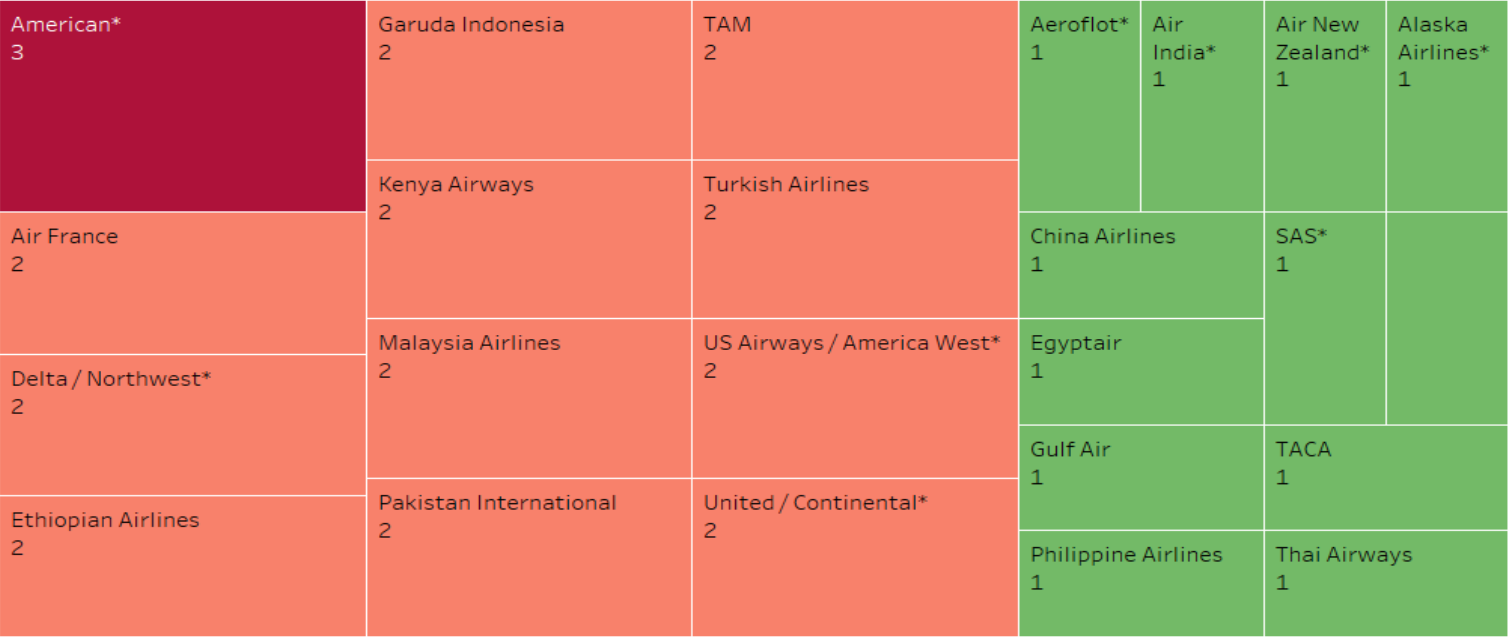 American*
3
Air France
2
Delta / Northwest*
2
Ethiopian Airlines
2
Garuda Indonesia
2
Kenya Airways
2
Malaysia Airlines
2
Pakistan International
2
TAM
2
Turkish Airlines
2
US Airways / America West*
2
United / Continental*
2
Aeroflot*
1
Air
India*
1
Air New
Zealand*
1
Alaska
Airlines*
1
China Airlines
1
Egyptair
1
Gulf Air
1
Philippine Airlines
1
SAS*
1
TACA
1
Thai Airways
1